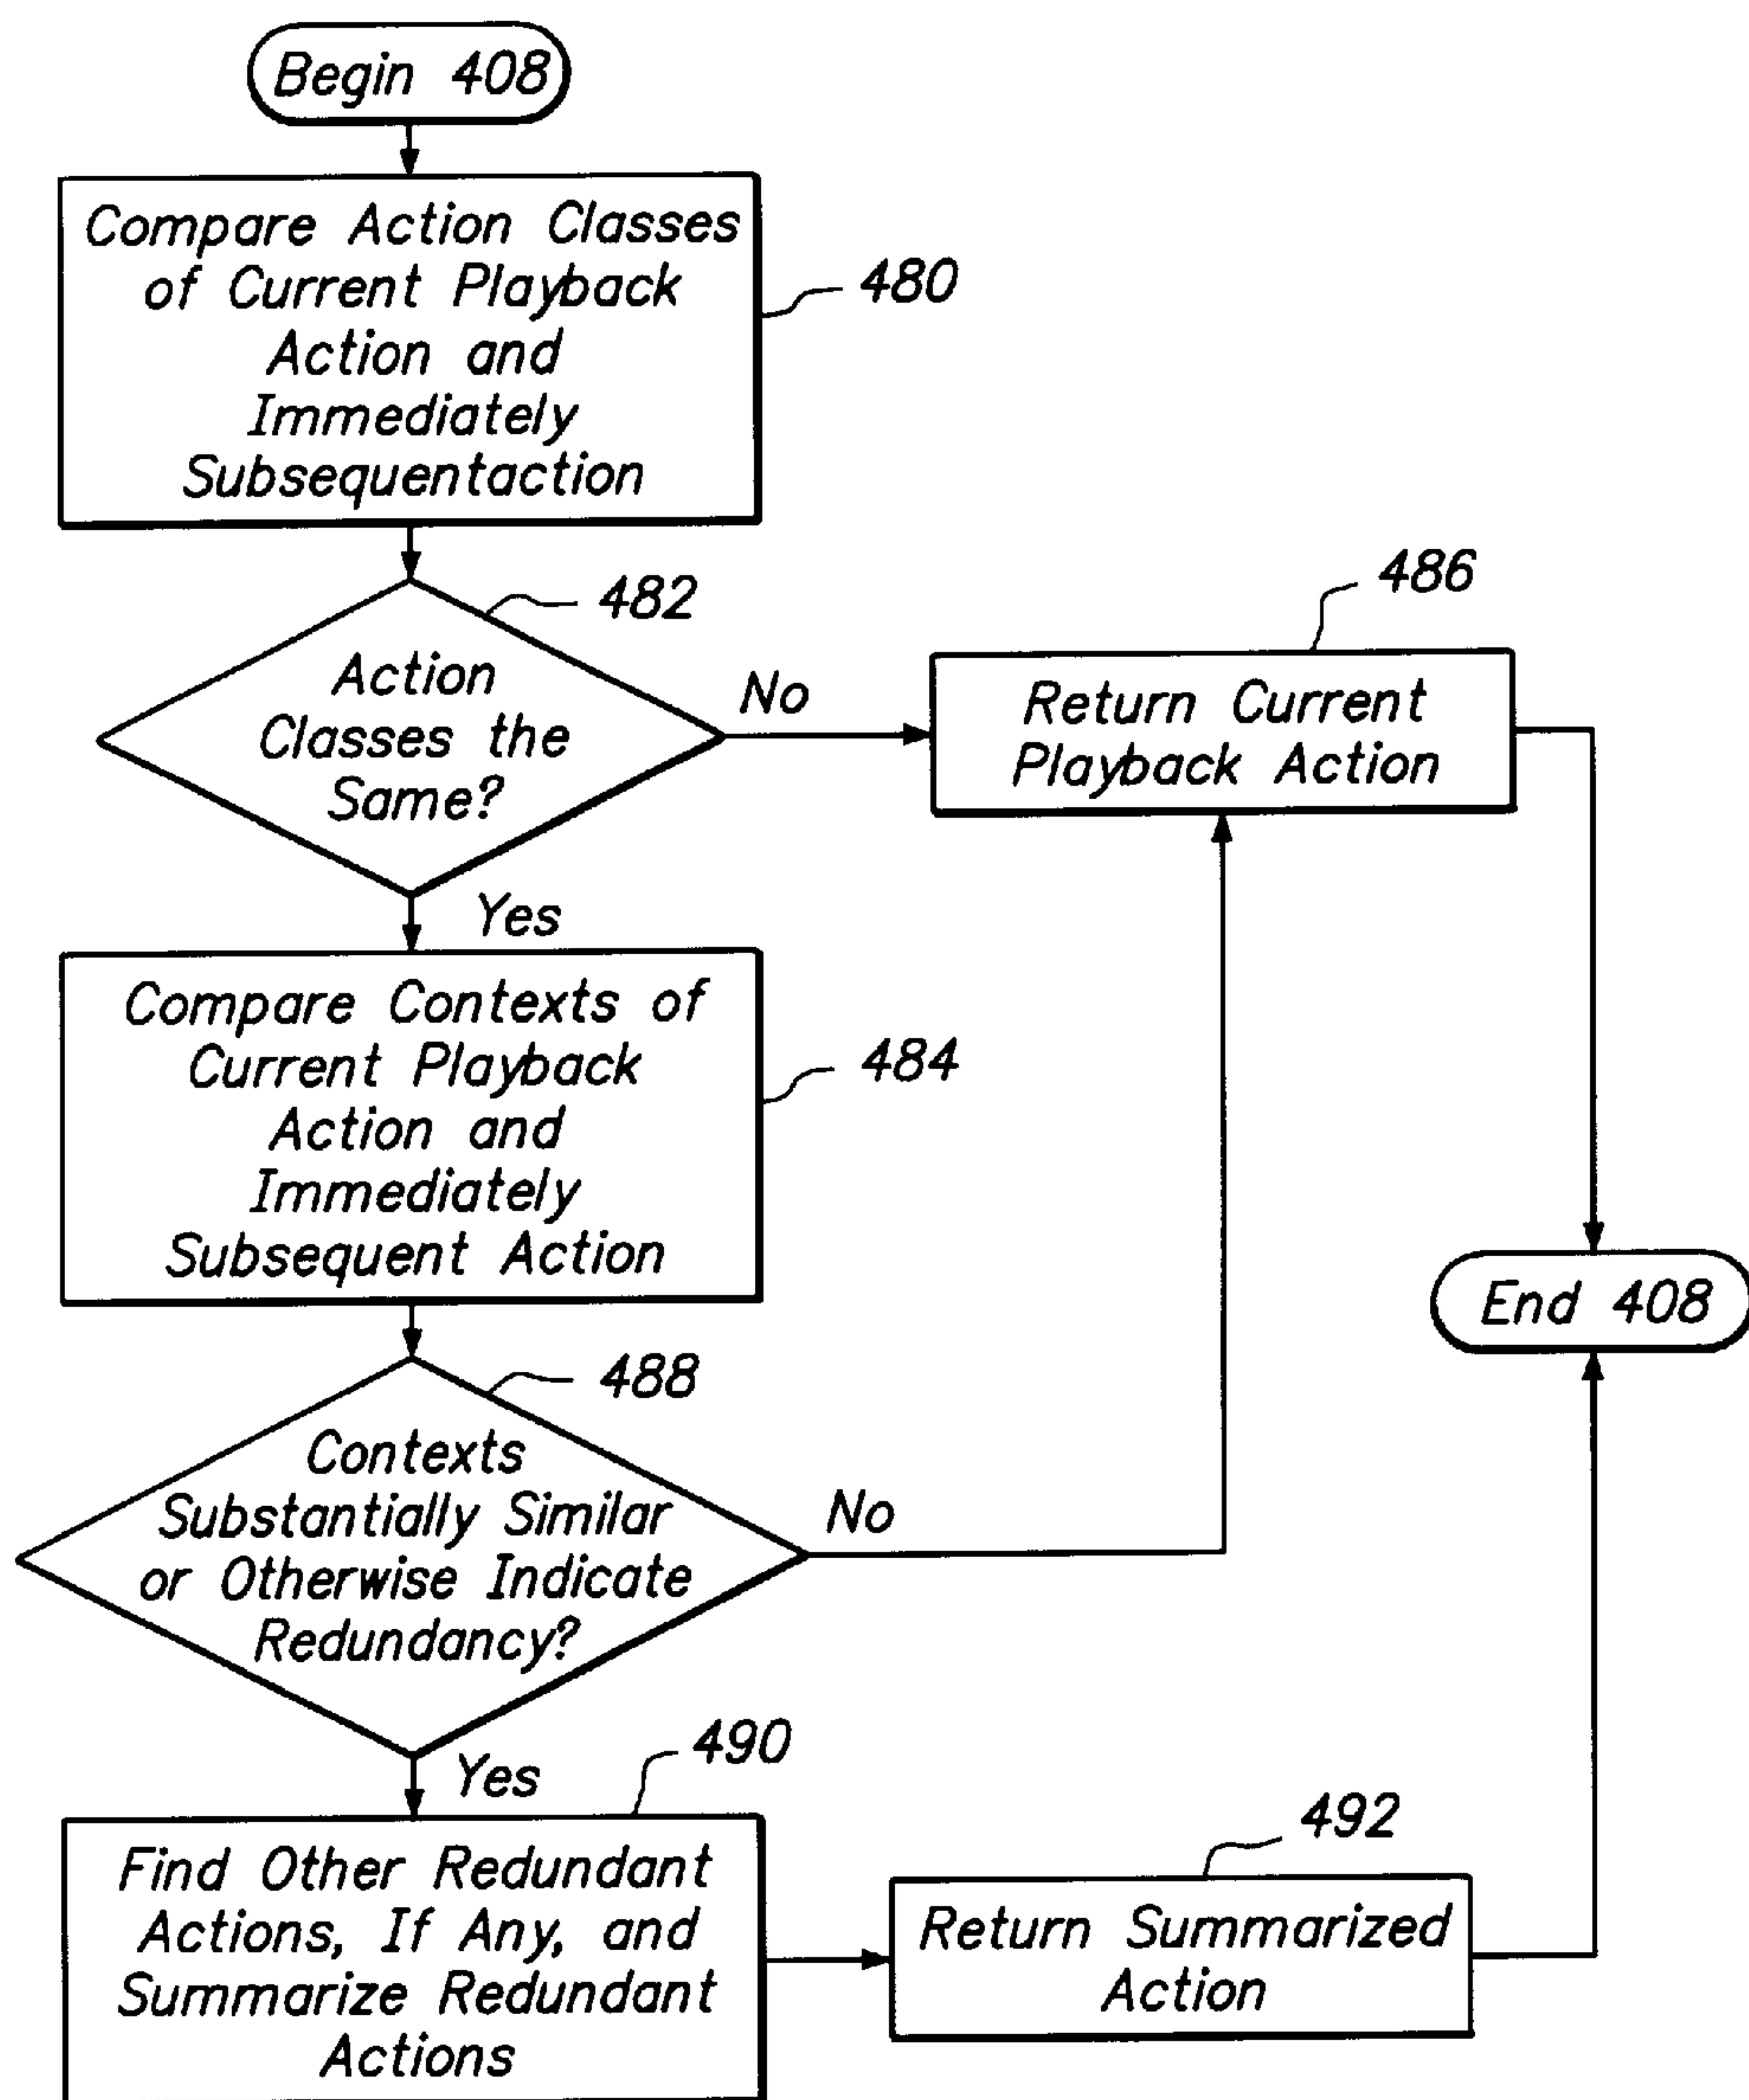 Begin 408
Compare Action Classes
of Current Playback
Action and
Immediately
Subsequentaction
480
482
Action
Classes the
Same?
No
Yes
486
Return Current
Playback Action
Compare Contexts of
Current Playback
Action and
Immediately
Subsequent Action
484
End 408
488
Contexts
Substantially Similar
or Otherwise Indicate
Redundancy?
No
Yes
490
Find Other Redundant
Actions, If Any, and
Summarize Redundant
Actions
492
Return Summarized
Action